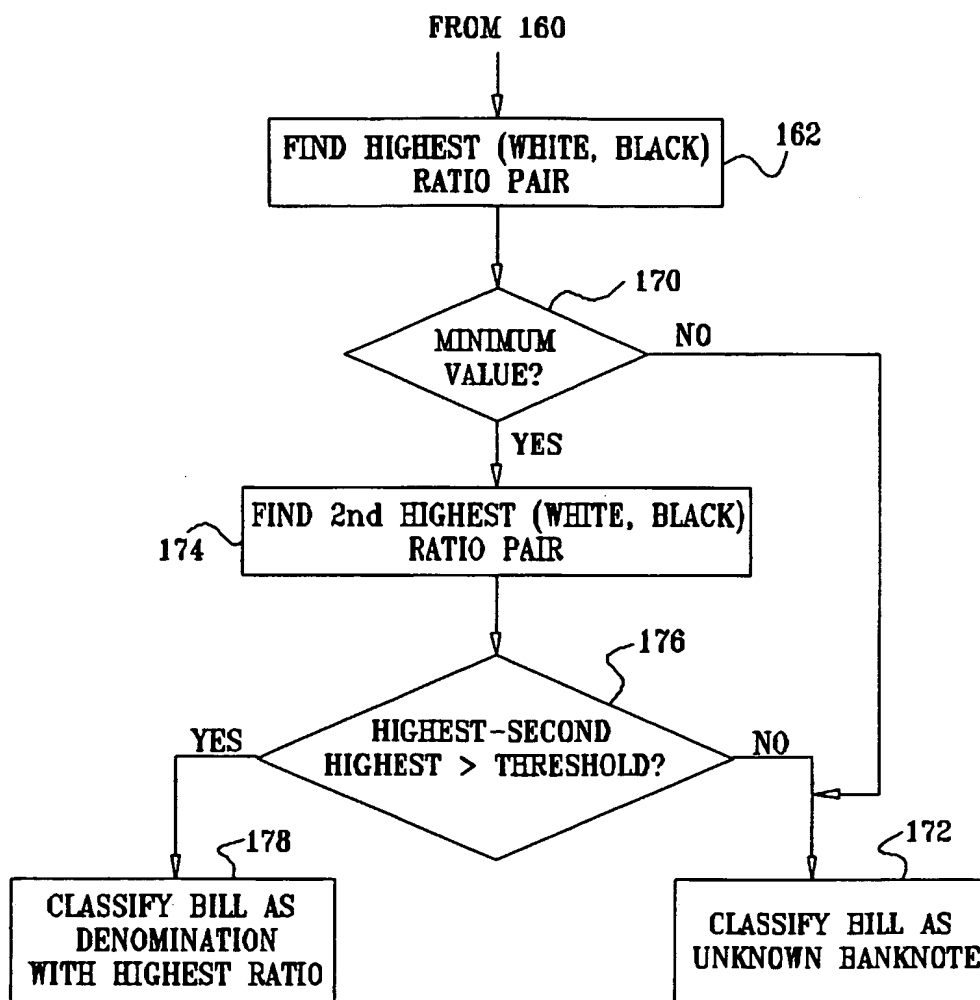 FROM 160
FIND HIGHEST (WHITE, BLACK)
RATIO PAIR
162
170
MINIMUM
VALUE?
NO
YES
FIND 2nd HIGHEST (WHITE, BLACK)
RATIO PAIR
174
176
HIGHEST-SECOND
HIGHEST > THRESHOLD?
YES
NO
178
CLASSIFY BILL AS
DENOMINATION
WITH HIGHEST RATIO
172
CLASSIFY BILL AS
UNKNOWN BANKNOTE